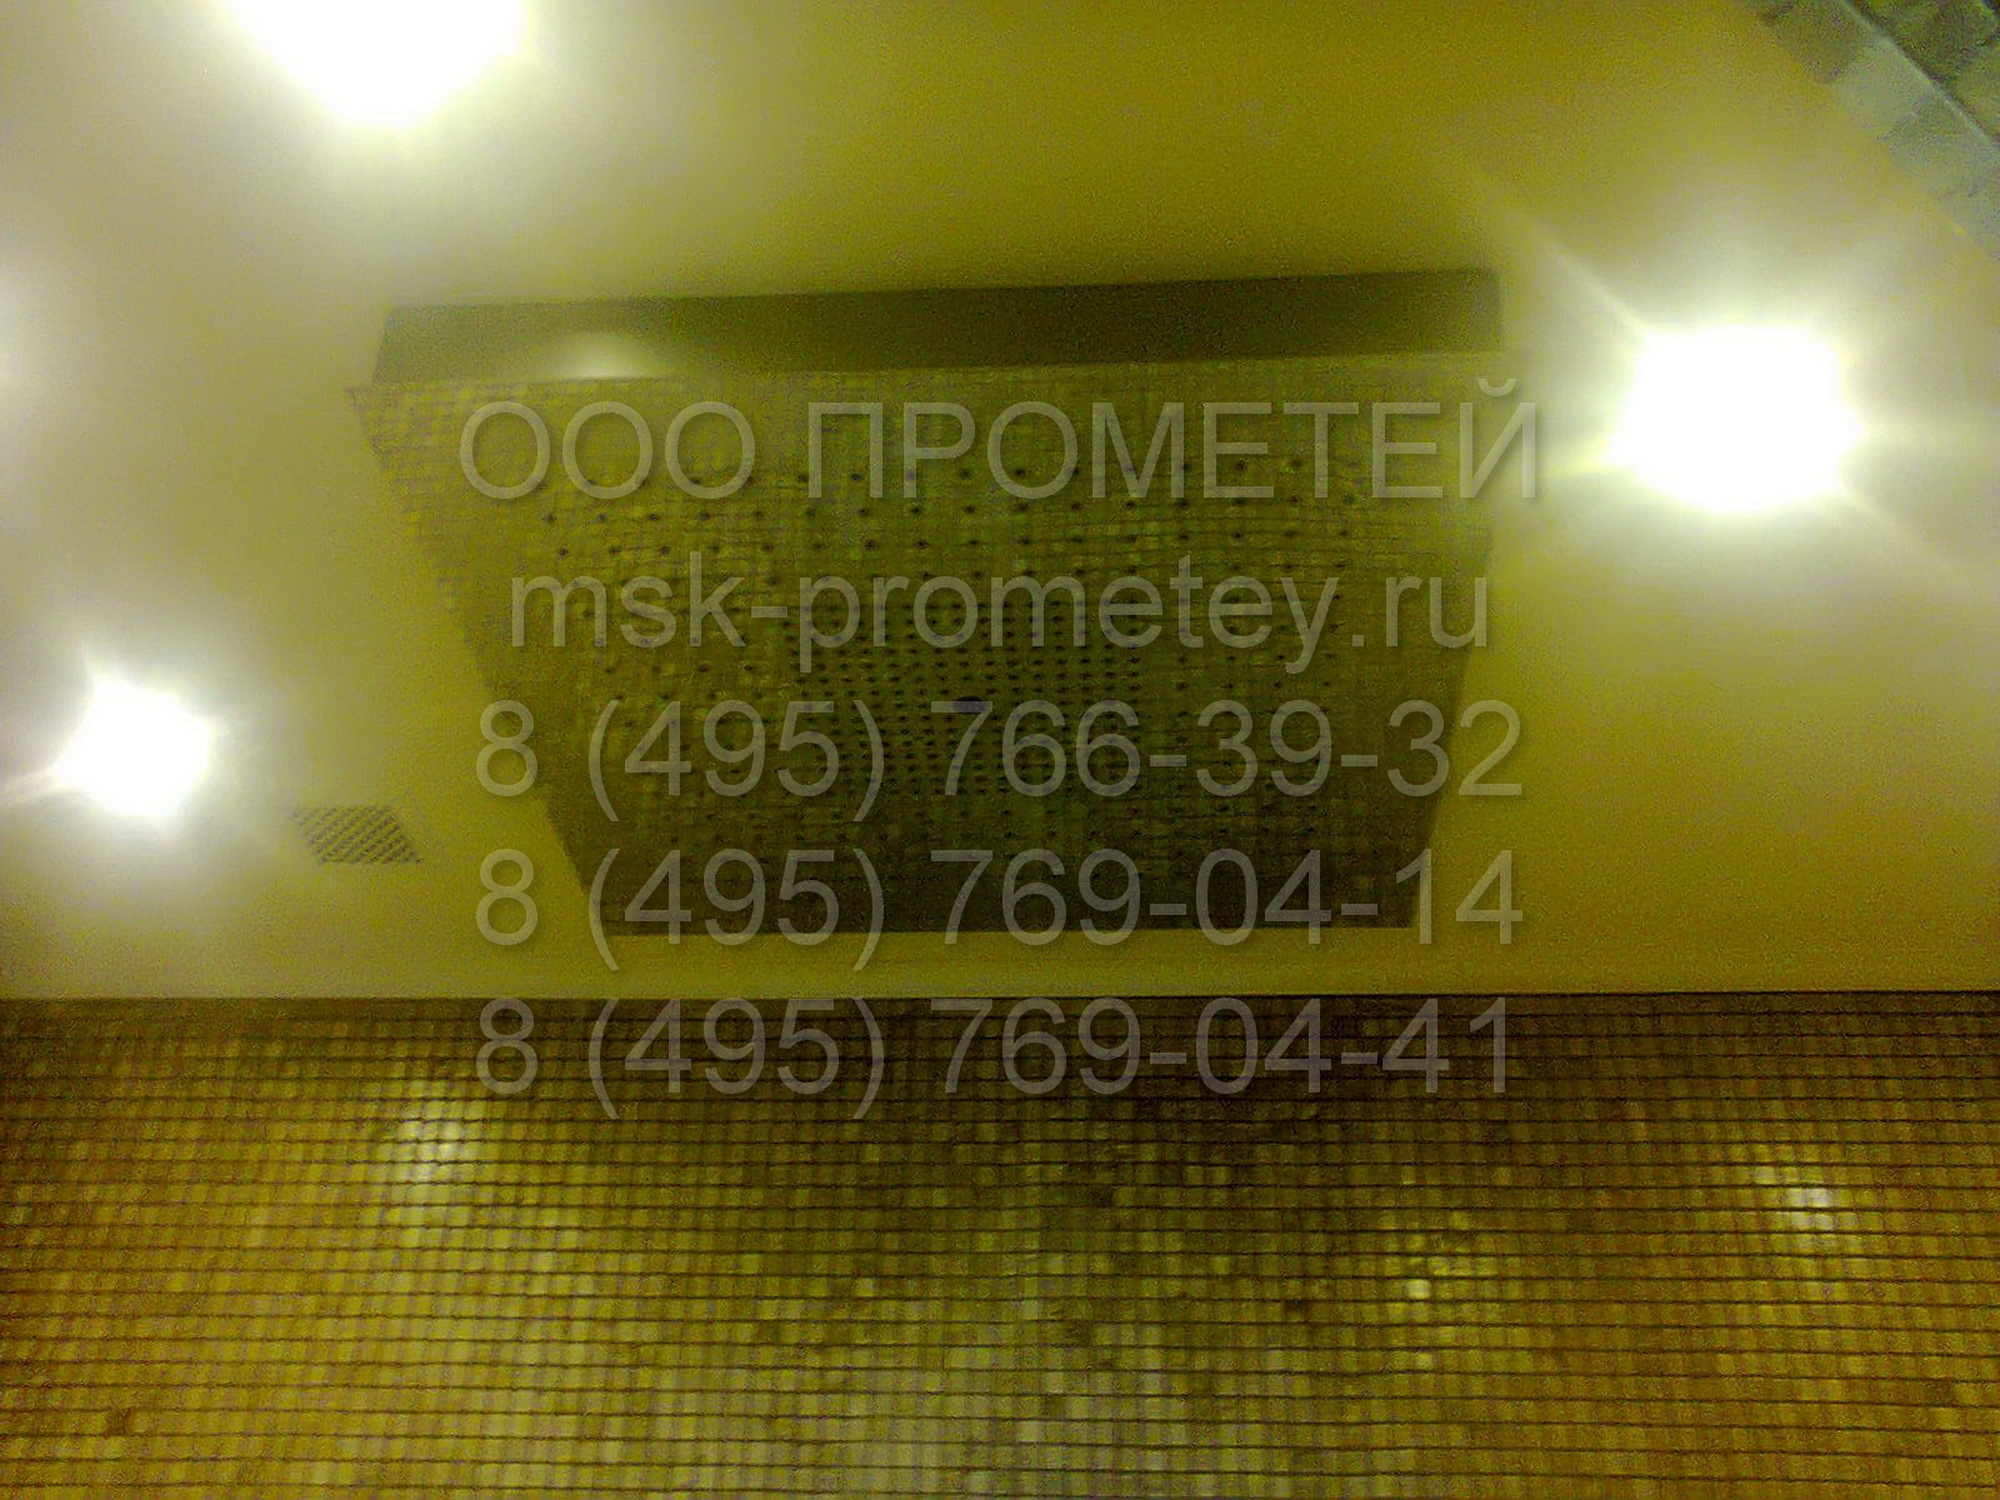 ООО ПРОМЕТЕЙ
msk-prometey.ru
8 (495) 766-39-32
8 (495) 769-04-14
8 (495) 769-04-41